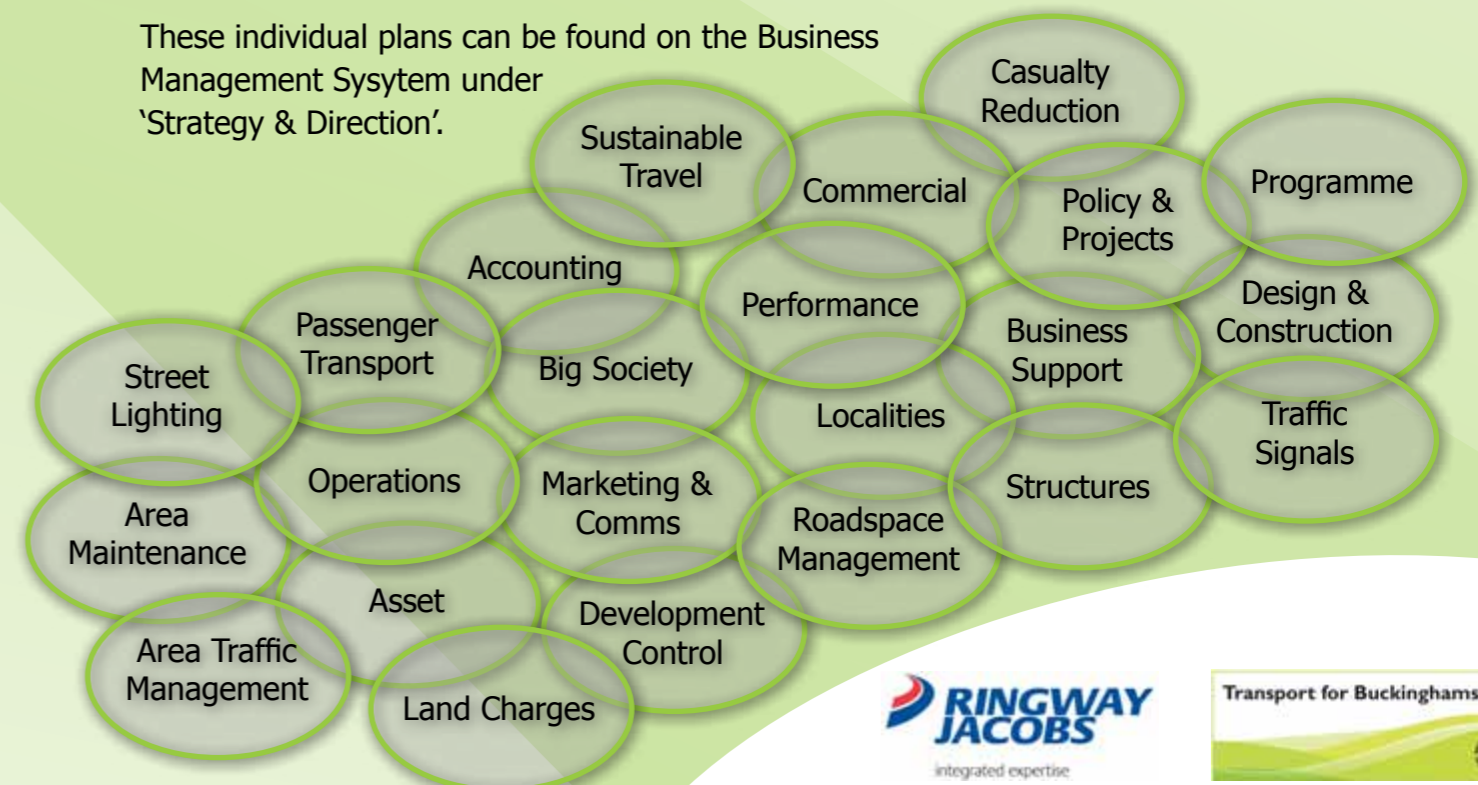 These individual plans can be found on the Business
Management Sysytem under
‘Strategy & Direction’.
Casualty
Reduction
Sustainable
Travel
Commercial
Policy &
Projects
Programme
Accounting
Performance
Design &
Construction
Passenger
Transport
Business
Support
Big Society
Street
Lighting
Localities
Traffic
Signals
Operations
Marketing &
Comms
Structures
Area
Maintenance
Roadspace
Management
Asset
Development
Control
Area Traffic
Management
Land Charges
RINGWAY
JACOBS
integrated expertise
Transport for Buckinghams